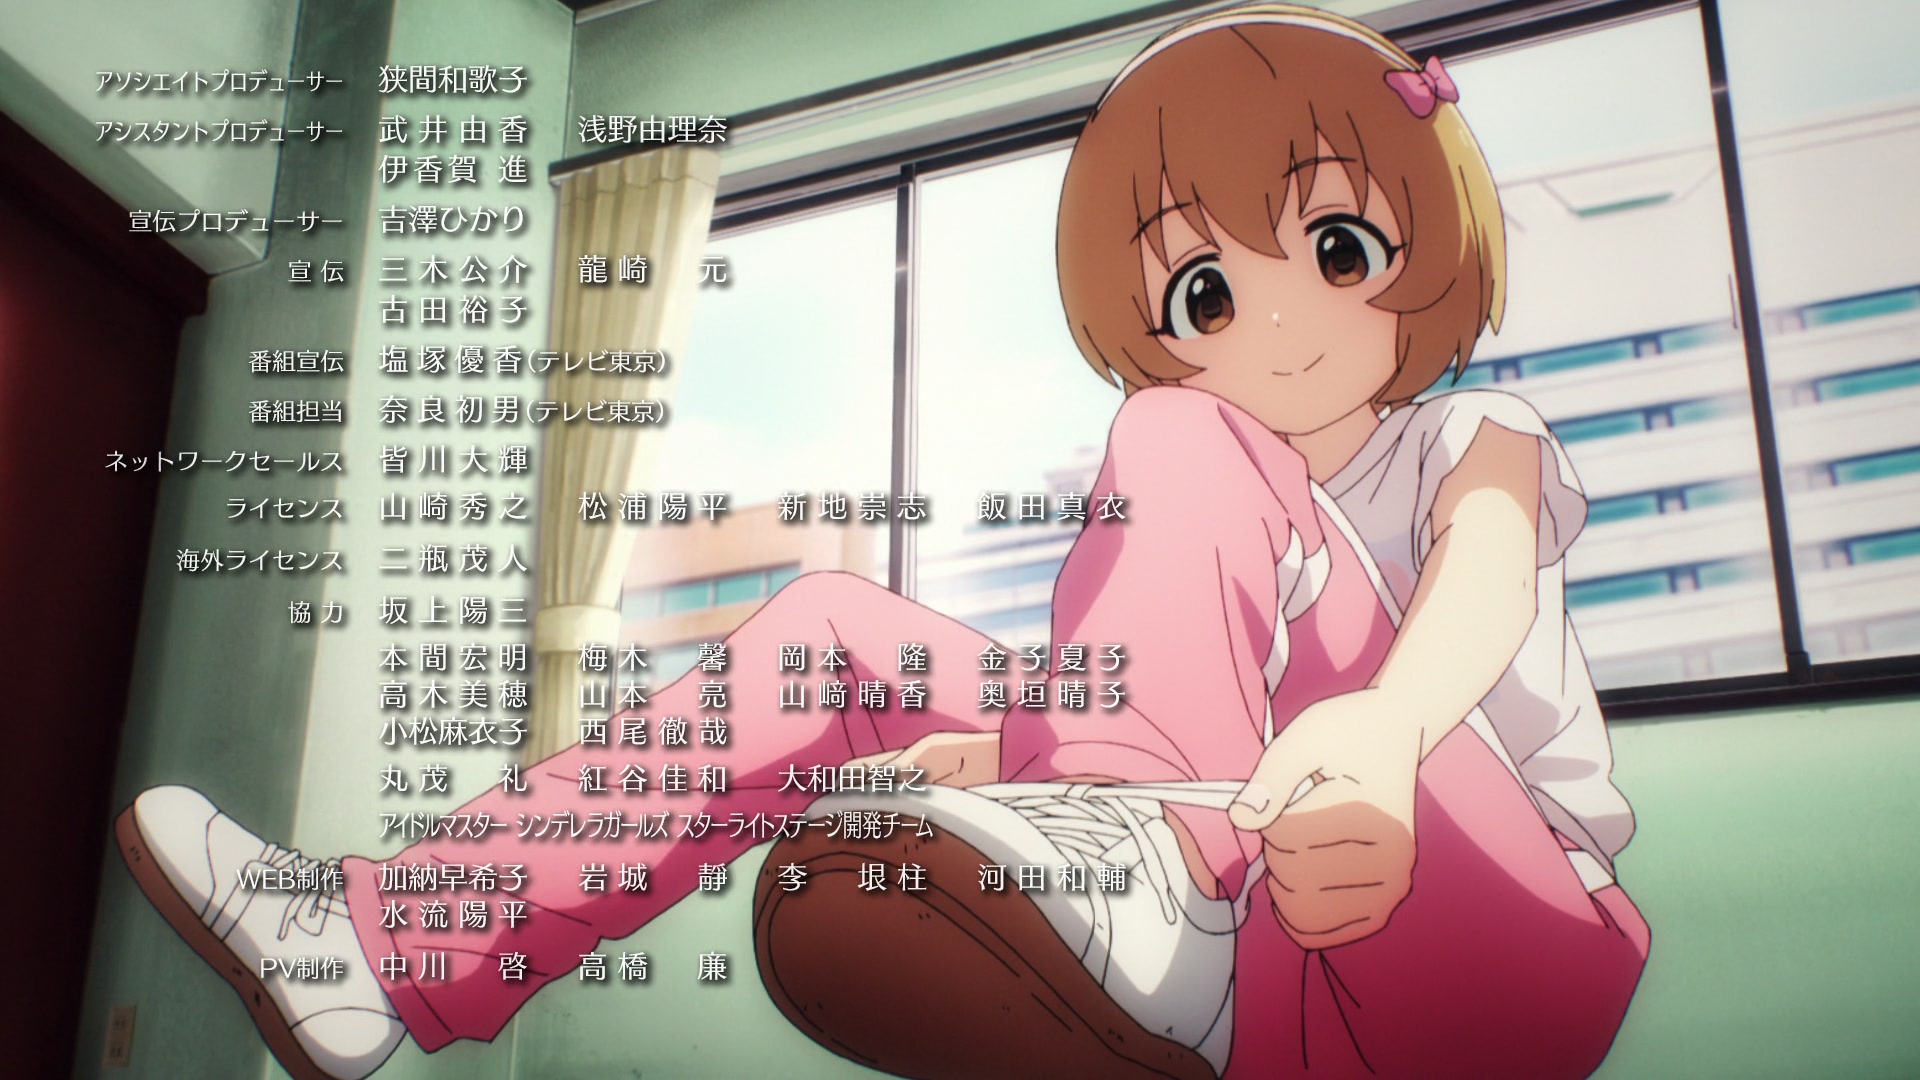 アソシエイトプロデューサー 狭間和歌子
アシスタントプロデューサー 武井由香 浅野由理奈
伊香賀 進
宣伝プロデューサー 吉澤ひかり
宣伝 三木公介 龍崎 元
古田裕子
番組宣伝 塩塚優香(テレビ東京)
番組担当 奈良初男(テレビ東京)
ネットワークセールス 皆川大輝
ライセンス 山崎秀之 松浦陽平 新地崇志 飯田真衣
海外ライセンス 二瓶茂人
協力 坂上陽三
本間宏明 梅木 馨 岡本 隆 金子夏子
高木美穂 山本 亮 山﨑晴香 奥垣晴子
小松麻衣子 西尾徹哉
丸茂 礼 紅谷佳和 大和田智之
アイドルマスター シンデレラガールズ スターライトステージ開発チーム
WEB制作 加納早希子 岩城 靜 李 垠柱 河田和輔
水流陽平
PV制作 中川 啓 高橋 廉